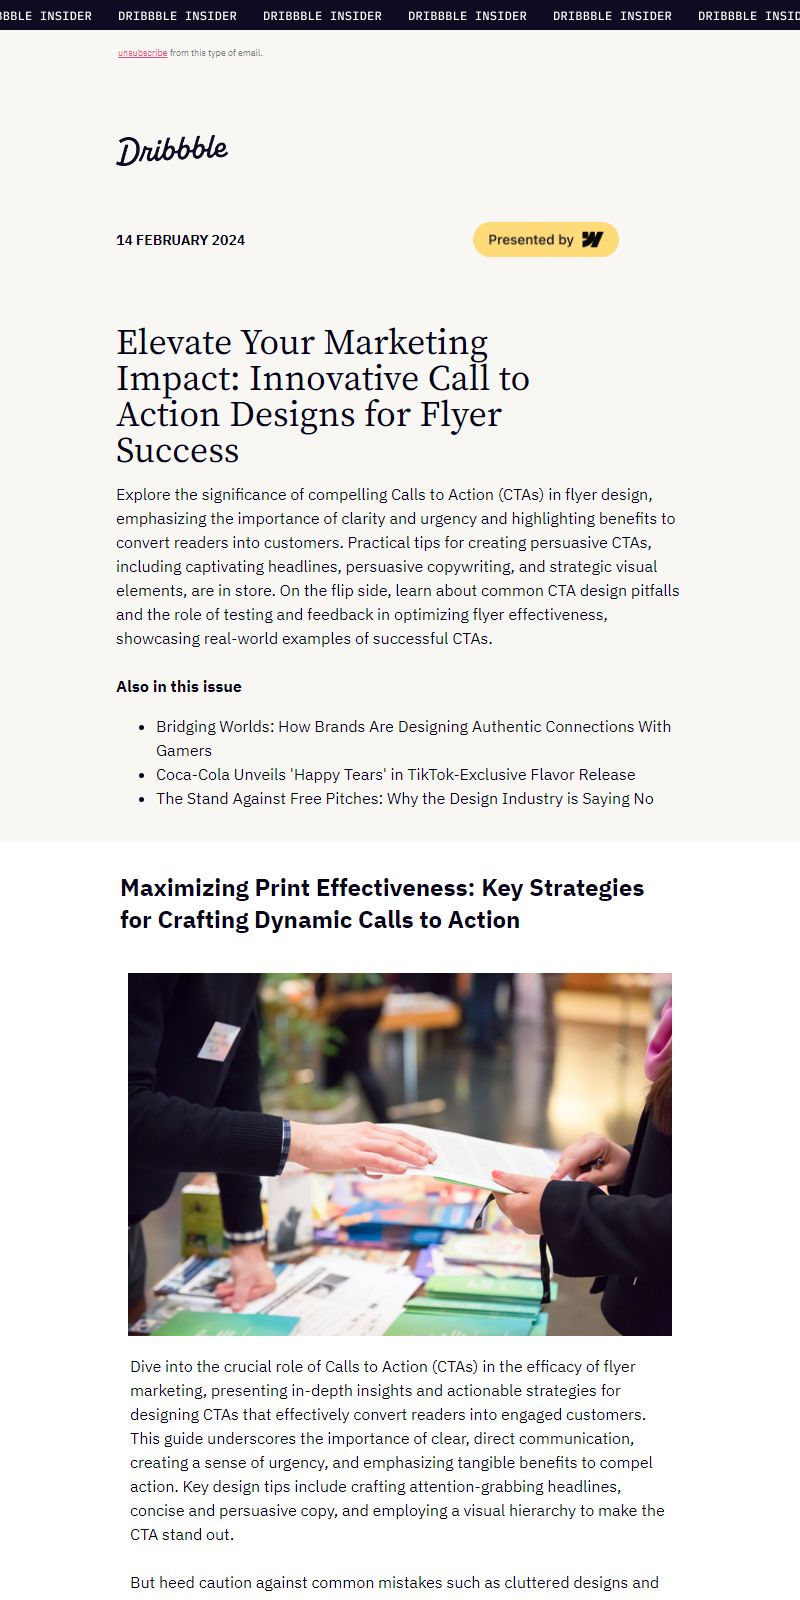 BBBLE INSIDER DRIBBBLE INSIDER DRIBBBLE INSIDER DRIBBBLE INSIDER DRIBBBLE INSIDER DRIBBBLE INSID
unsubscribe from this type of email.
Dribbble
14 FEBRUARY 2024
Presented by
Elevate Your Marketing
Impact: Innovative Call to
Action Designs for Flyer
Success
Explore the significance of compelling Calls to Action (CTAs) in flyer design,
emphasizing the importance of clarity and urgency and highlighting benefits to
convert readers into customers. Practical tips for creating persuasive CTAs,
including captivating headlines, persuasive copywriting, and strategic visual
elements, are in store. On the flip side, learn about common CTA design pitfalls
and the role of testing and feedback in optimizing flyer effectiveness,
showcasing real-world examples of successful CTAs.
Also in this issue
• Bridging Worlds: How Brands Are Designing Authentic Connections With
Gamers
• Coca-Cola Unveils 'Happy Tears' in TikTok-Exclusive Flavor Release
• The Stand Against Free Pitches: Why the Design Industry is Saying No
Maximizing Print Effectiveness: Key Strategies
for Crafting Dynamic Calls to Action
Dive into the crucial role of Calls to Action (CTAs) in the efficacy of flyer
marketing, presenting in-depth insights and actionable strategies for
designing CTAs that effectively convert readers into engaged customers.
This guide underscores the importance of clear, direct communication,
creating a sense of urgency, and emphasizing tangible benefits to compel
action. Key design tips include crafting attention-grabbing headlines,
concise and persuasive copy, and employing a visual hierarchy to make the
CTA stand out.
But heed caution against common mistakes such as cluttered designs and